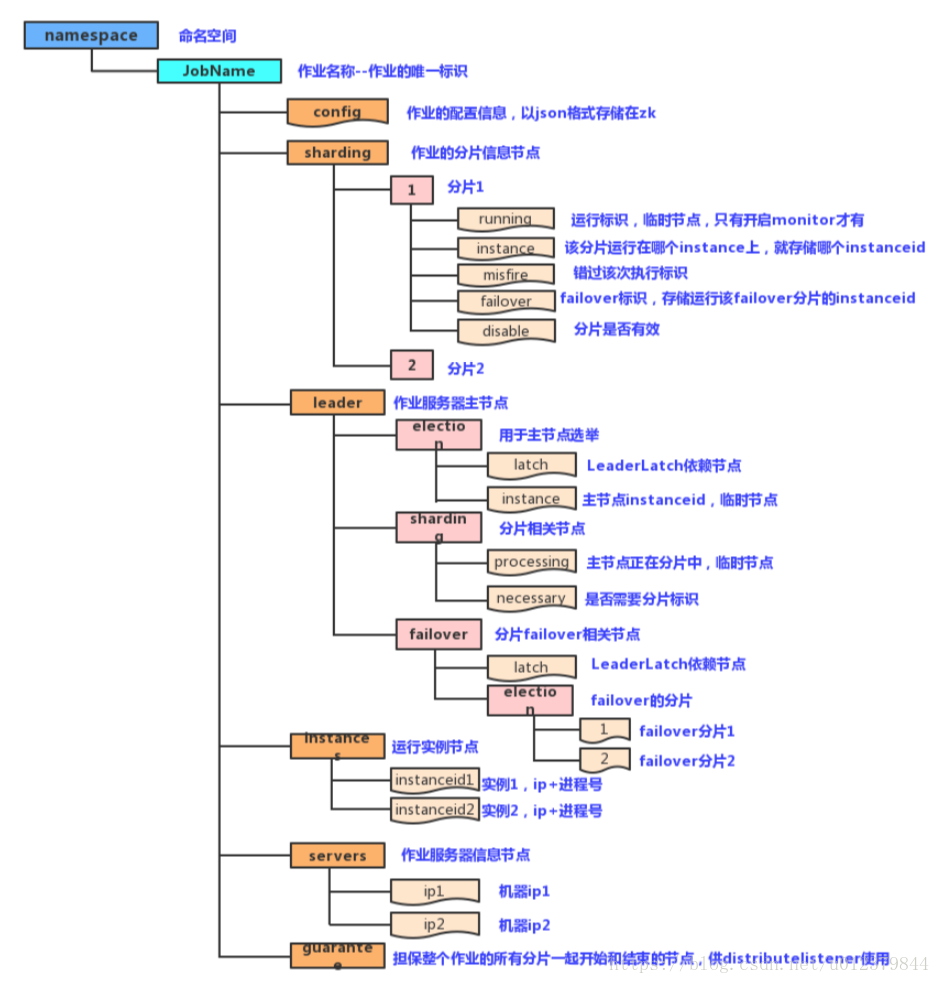 namespace 命名空间
JobName 作业名称--作业的唯一标识
config 作业的配置信息，以json格式存储在zk
sharding 作业的分片信息节点
1 分片1
running 运行标识，临时节点，只有开启monitor才有
instance 该分片运行在哪个instance上，就存储哪个instanceid
misfire 错过该次执行标识
failover failover标识，存储运行该failover分片的instanceid
disable 分片是否有效
2 分片2
leader 作业服务器主节点
election 用于主节点选举
latch LeaderLatch依赖节点
instance 主节点instanceid，临时节点
sharding 分片相关节点
processing 主节点正在分片中，临时节点
necessary 是否需要分片标识
failover 分片failover相关节点
latch LeaderLatch依赖节点
election failover的分片
1 failover分片1
2 failover分片2
instances 运行实例节点
instanceid1 实例1，ip+进程号
instanceid2 实例2，ip+进程号
servers 作业服务器信息节点
ip1 机器ip1
ip2 机器ip2
guarantee 担保整个作业的所有分片一起开始和结束的节点，供distributelistener使用